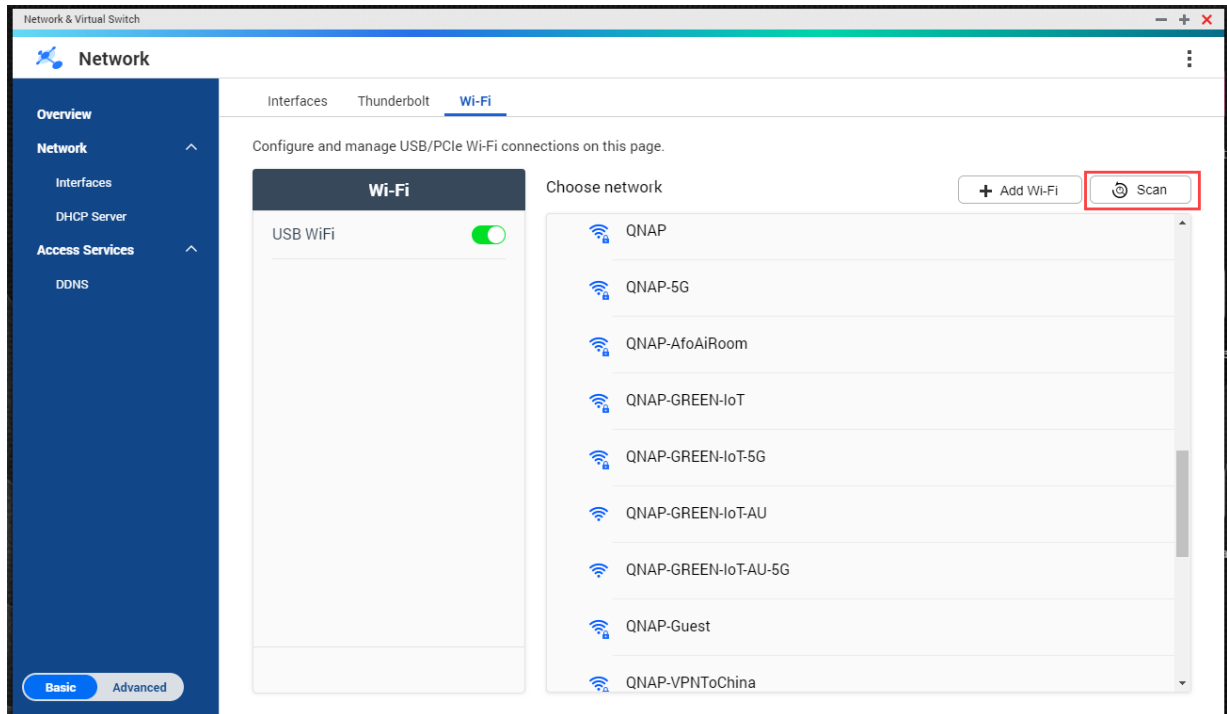 Network & Virtual Switch
Network
Overview
Network
Interfaces
DHCP Server
Access Services
DDNS
Basic Advanced
Interfaces Thunderbolt Wi-Fi
Configure and manage USB/PCIe Wi-Fi connections on this page.
Wi-Fi
USB WiFi
Choose network
Add Wi-Fi
Scan
QNAP
QNAP-5G
QNAP-AfoAiRoom
QNAP-GREEN-IoT
QNAP-GREEN-IoT-5G
QNAP-GREEN-IoT-AU
QNAP-GREEN-IoT-AU-5G
QNAP-Guest
QNAP-VPNToChina